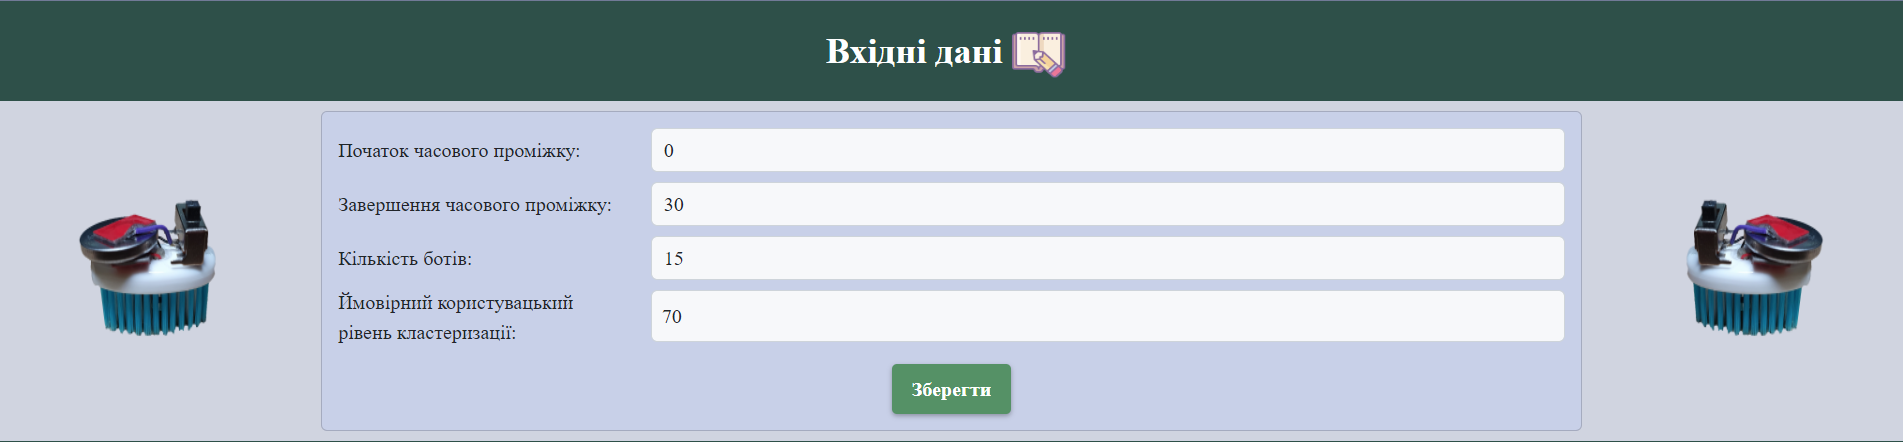 Вхідні дані
Початок часового проміжку:
0
Завершення часового проміжку:
30
Кількість ботів:
15
Ймовірний користувацький
рівень кластеризації:
70
Зберегти